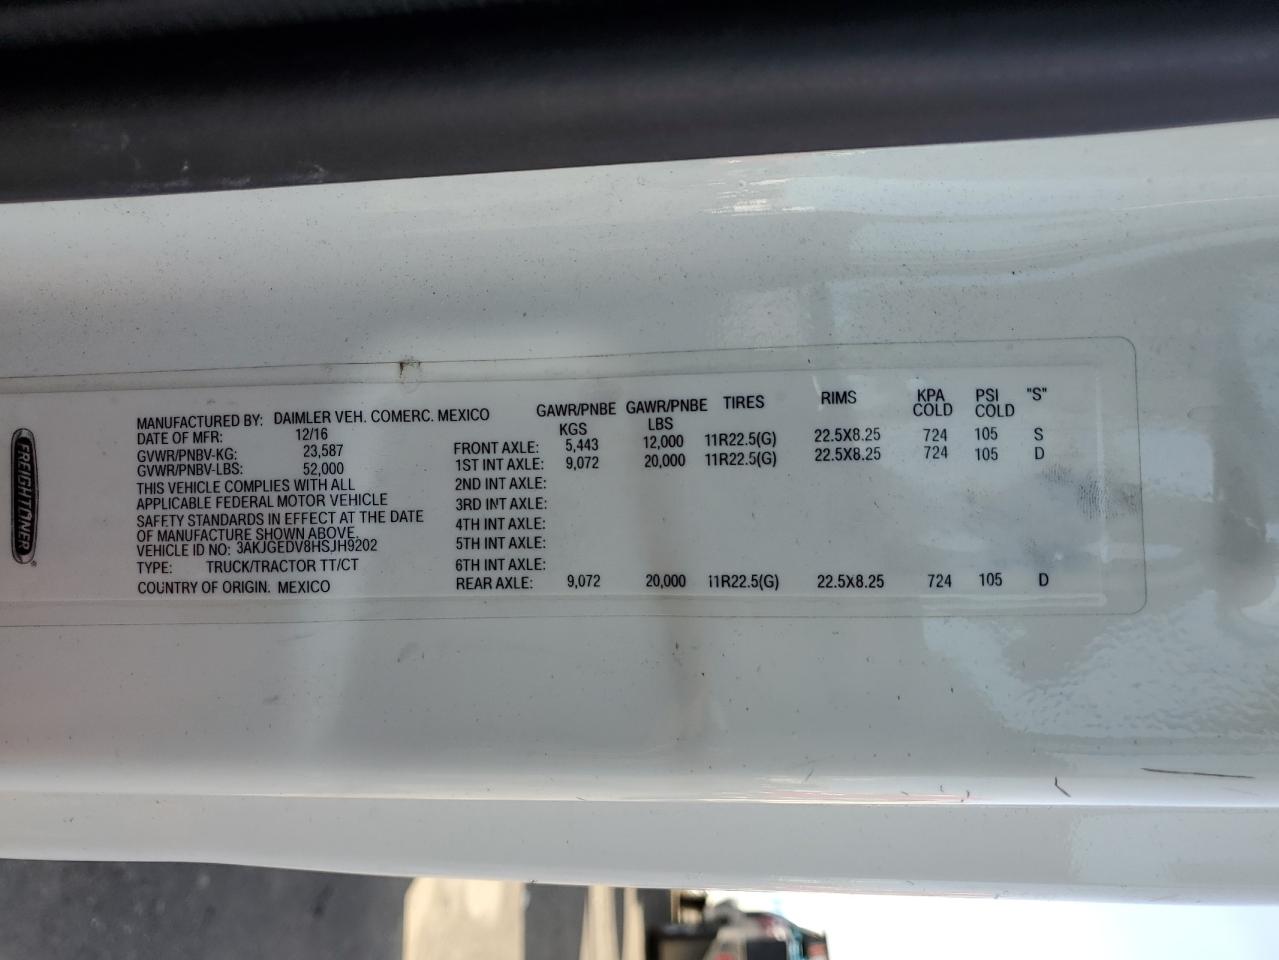 FREIGHTLINER
MANUFACTURED BY: DAIMLER VEH. COMERC. MEXICO
DATE OF MFR: 12/16
GVWR/PNBV-KG: 23,587
GVWR/PNBV-LBS: 52,000
THIS VEHICLE COMPLIES WITH ALL
APPLICABLE FEDERAL MOTOR VEHICLE
SAFETY STANDARDS IN EFFECT AT THE DATE
OF MANUFACTURE SHOWN ABOVE.
VEHICLE ID NO: 3AKJGEDV8HSJH9202
TYPE: TRUCK/TRACTOR TT/CT
COUNTRY OF ORIGIN. MEXICO
GAWR/PNBE GAWR/PNBE TIRES RIMS KPA PSI "S"
KGS LBS COLD COLD
FRONT AXLE: 5,443 12,000 11R22.5(G) 22.5X8.25 724 105 S
1ST INT AXLE: 9,072 20,000 11R22.5(G) 22.5X8.25 724 105 D
2ND INT AXLE:
3RD INT AXLE:
4TH INT AXLE:
5TH INT AXLE:
6TH INT AXLE:
REAR AXLE: 9,072 20,000 11R22.5(G) 22.5X8.25 724 105 D